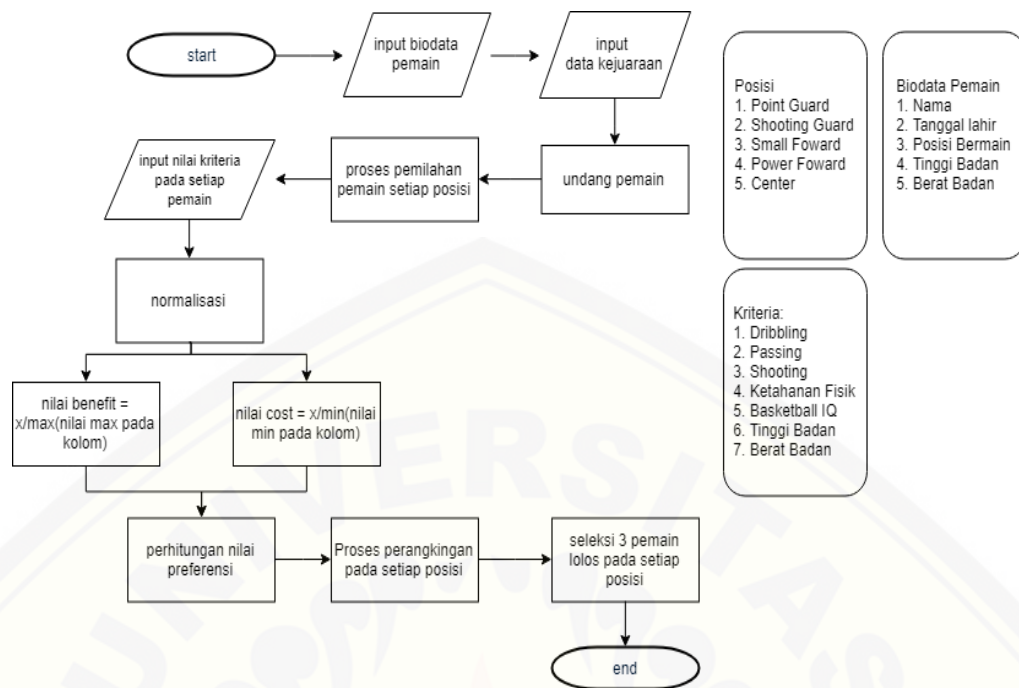 start
input biodata
pemain
input
data kejuaraan
undang pemain
proses pemilahan
pemain setiap posisi
input nilai kriteria
pada setiap
pemain
normalisasi
nilai benefit =
x/max(nilai max pada
kolom)
nilai cost = x/min(nilai
min pada kolom)
perhitungan nilai
preferensi
Proses perangkingan
pada setiap posisi
seleksi 3 pemain
lolos pada setiap
posisi
end
Posisi
1. Point Guard
2. Shooting Guard
3. Small Foward
4. Power Foward
5. Center
Biodata Pemain
1. Nama
2. Tanggal lahir
3. Posisi Bermain
4. Tinggi Badan
5. Berat Badan
Kriteria:
1. Dribbling
2. Passing
3. Shooting
4. Ketahanan Fisik
5. Basketball IQ
6. Tinggi Badan
7. Berat Badan
UNIVERSITAS